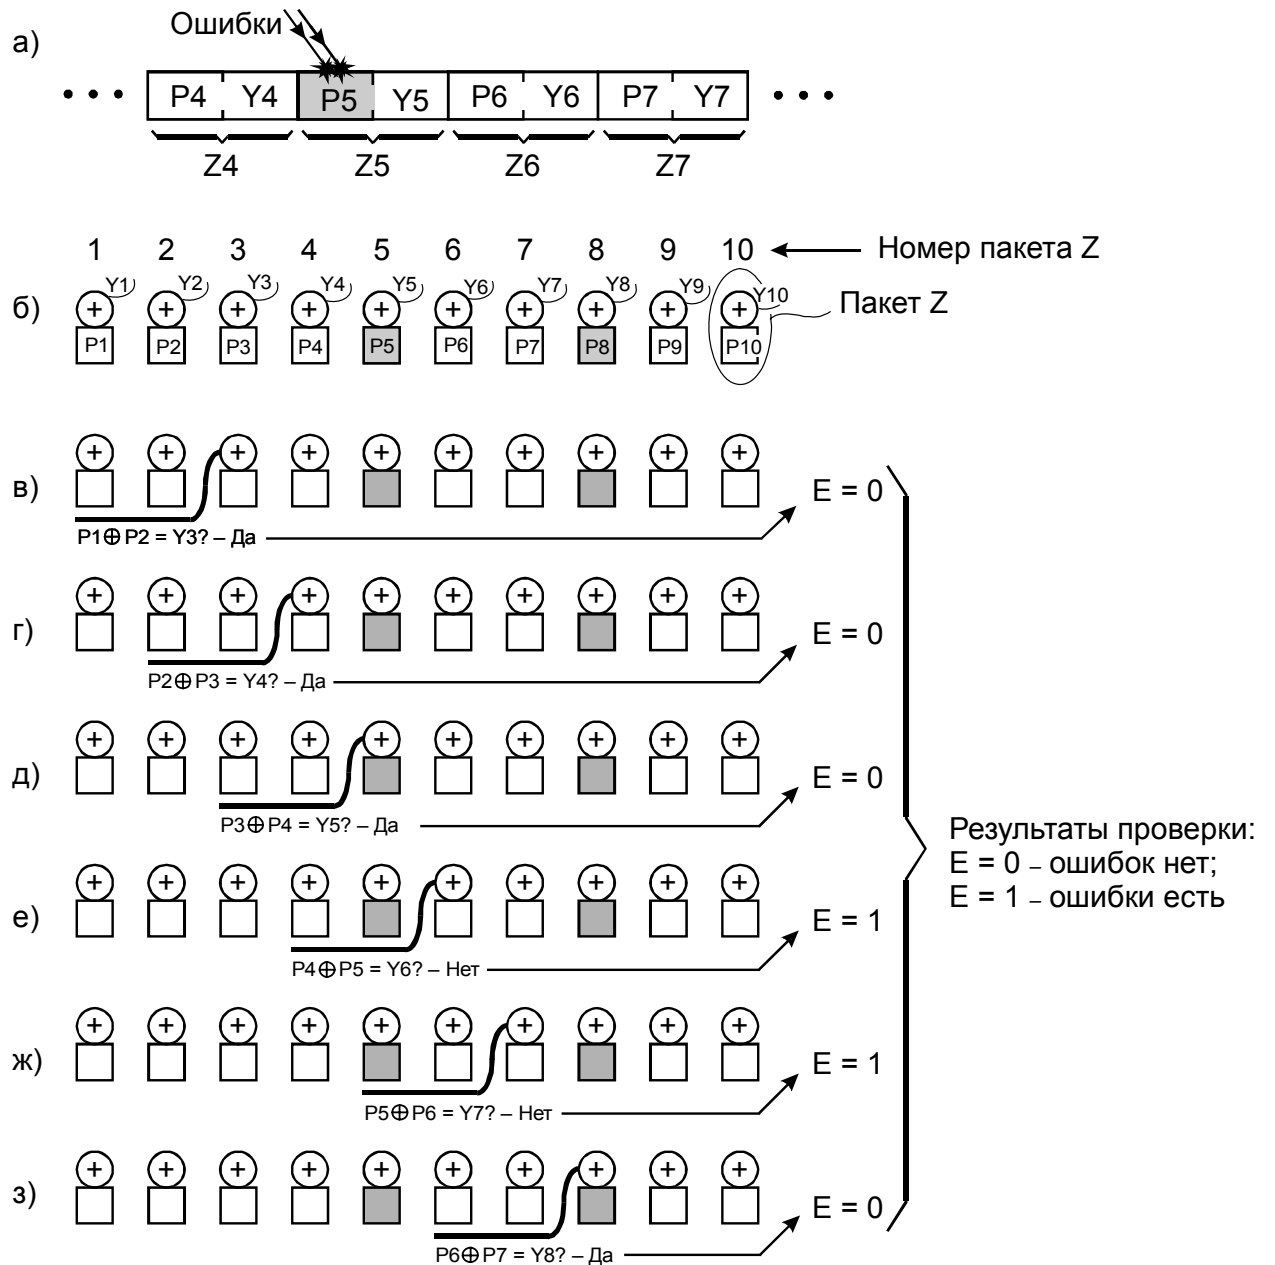 а)
Ошибки
P4 Y4 P5 Y5 P6 Y6 P7 Y7
Z4 Z5 Z6 Z7
1 2 3 4 5 6 7 8 9 10 Номер пакета Z
б)
Y1 Y2 Y3 Y4 Y5 Y6 Y7 Y8 Y9 Y10 Пакет Z
+ + + + + + + + + +
P1 P2 P3 P4 P5 P6 P7 P8 P9 P10
в)
+ + + + + + + + + +
E = 0
P1⊕P2 = Y3? – Да
г)
+ + + + + + + + + +
E = 0
P2⊕P3 = Y4? – Да
д)
+ + + + + + + + + +
E = 0
P3⊕P4 = Y5? – Да
Результаты проверки:
E = 0 – ошибок нет;
E = 1 – ошибки есть
е)
+ + + + + + + + + +
E = 1
P4⊕P5 = Y6? – Нет
ж)
+ + + + + + + + + +
E = 1
P5⊕P6 = Y7? – Нет
з)
+ + + + + + + + + +
E = 0
P6⊕P7 = Y8? – Да